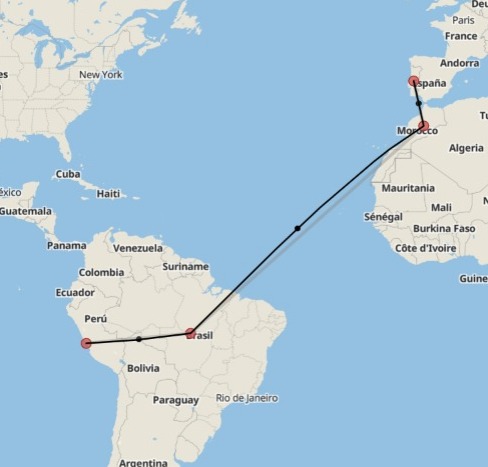 Deu
Paris
France
Andorra
España
New York
es
Morocco
Tu
Algeria
Cuba
Haiti
éxico
Guatemala
Mauritania
Mali
Sénégal
Burkina Faso
N
Côte d'Ivoire
Panama
Venezuela
Colombia
Suriname
Guine
Ecuador
Perú
Brasil
Bolivia
Paraguay
Rio de Janeiro
Argentina